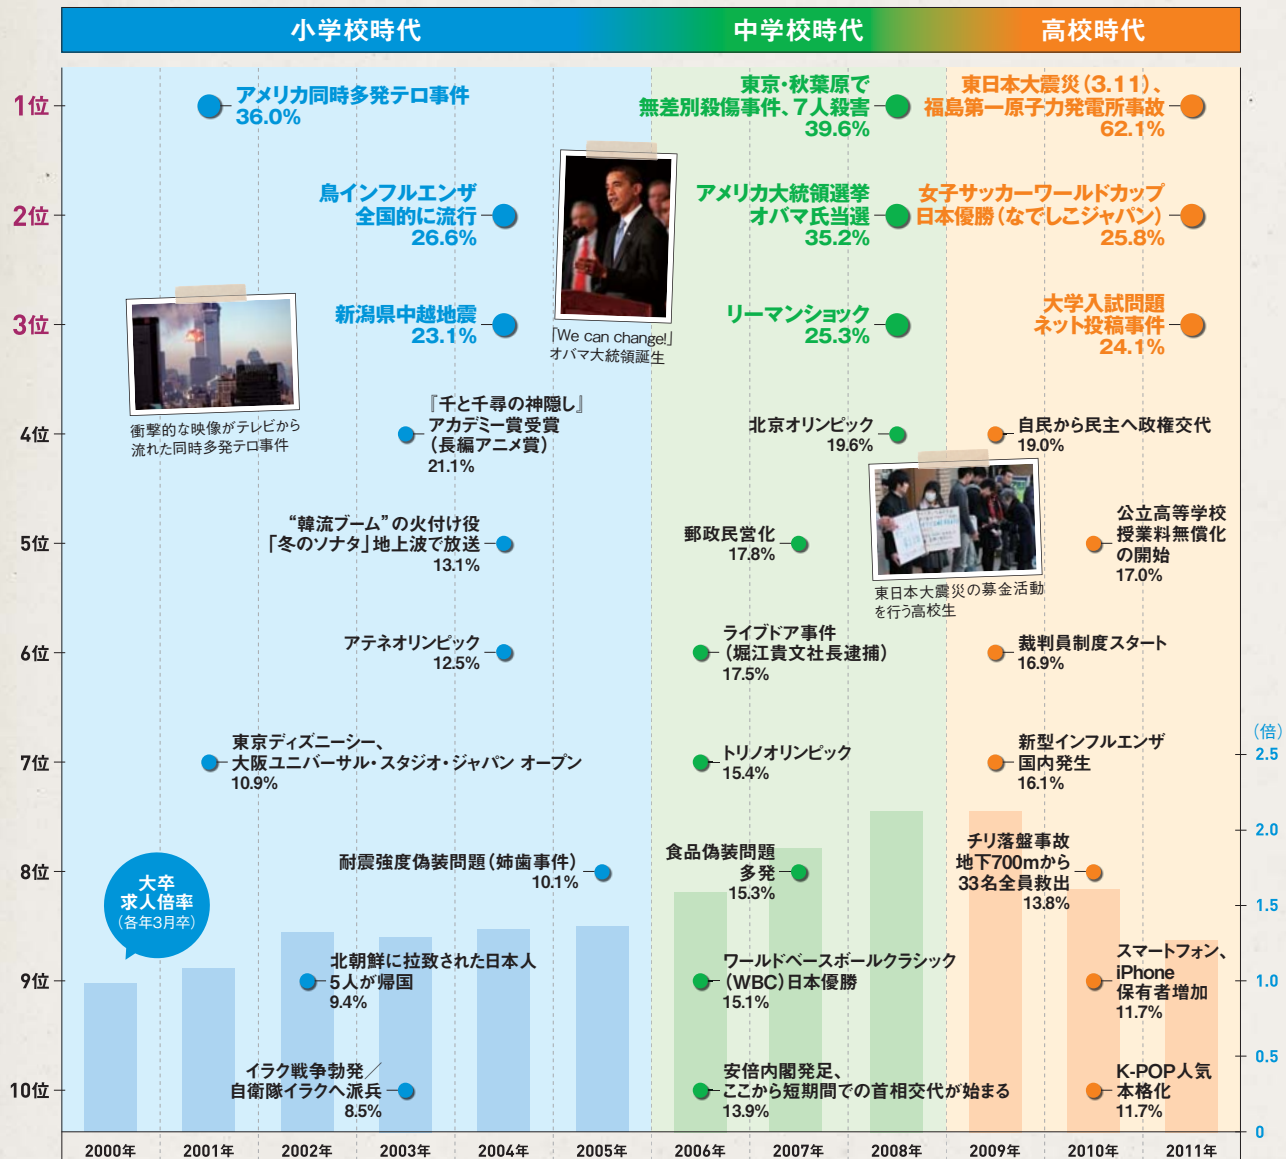 小学校時代
中学校時代
高校時代
1位
アメリカ同時多発テロ事件
36.0%
東京・秋葉原で
無差別殺傷事件、7人殺害
39.6%
東日本大震災(3.11)、
福島第一原子力発電所事故
62.1%
2位
鳥インフルエンザ
全国的に流行
26.6%
アメリカ大統領選挙
オバマ氏当選
35.2%
女子サッカーワールドカップ
日本優勝(なでしこジャパン)
25.8%
3位
新潟県中越地震
23.1%
「We can change!」
オバマ大統領誕生
リーマンショック
25.3%
大学入試問題
ネット投稿事件
24.1%
衝撃的な映像がテレビから
流れた同時多発テロ事件
4位
『千と千尋の神隠し』
アカデミー賞受賞
(長編アニメ賞)
21.1%
北京オリンピック
19.6%
自民から民主へ政権交代
19.0%
5位
“韓流ブーム”の火付け役
「冬のソナタ」地上波で放送
13.1%
郵政民営化
17.8%
公立高等学校
授業料無償化
の開始
17.0%
東日本大震災の募金活動
を行う高校生
6位
アテネオリンピック
12.5%
ライブドア事件
(堀江貴文社長逮捕)
17.5%
裁判員制度スタート
16.9%
7位
東京ディズニーシー、
大阪ユニバーサル・スタジオ・ジャパン オープン
10.9%
トリノオリンピック
15.4%
新型インフルエンザ
国内発生
16.1%
8位
耐震強度偽装問題(姉歯事件)
10.1%
食品偽装問題
多発
15.3%
チリ落盤事故
地下700mから
33名全員救出
13.8%
大卒
求人倍率
(各年3月卒)
9位
北朝鮮に拉致された日本人
5人が帰国
9.4%
ワールドベースボールクラシック
(WBC)日本優勝
15.1%
スマートフォン、
iPhone
保有者増加
11.7%
10位
イラク戦争勃発/
自衛隊イラクへ派兵
8.5%
安倍内閣発足、
ここから短期間での首相交代が始まる
13.9%
K-POP人気
本格化
11.7%
(倍)
2.5
2.0
1.5
1.0
0.5
0
2000年
2001年
2002年
2003年
2004年
2005年
2006年
2007年
2008年
2009年
2010年
2011年